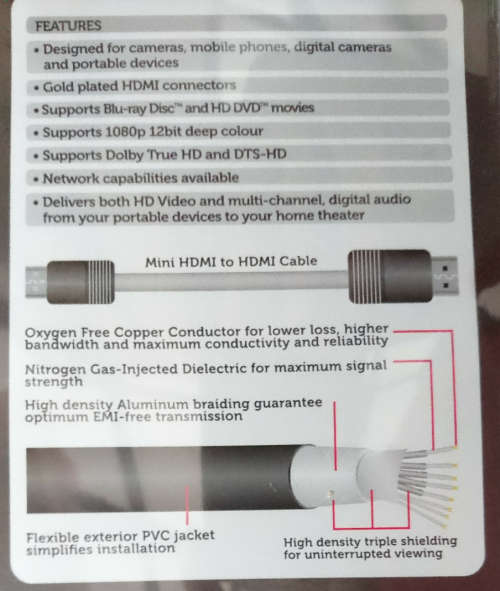 FEATURES
• Designed for cameras, mobile phones, digital cameras
and portable devices
• Gold plated HDMI connectors
• Supports Blu-ray Disc™ and HD DVD™ movies
• Supports 1080p 12bit deep colour
• Supports Dolby True HD and DTS-HD
• Network capabilities available
• Delivers both HD Video and multi-channel, digital audio
from your portable devices to your home theater
Mini HDMI to HDMI Cable
Oxygen Free Copper Conductor for lower loss, higher
bandwidth and maximum conductivity and reliability
Nitrogen Gas-Injected Dielectric for maximum signal
strength
High density Aluminum braiding guarantee
optimum EMI-free transmission
Flexible exterior PVC jacket
simplifies installation
High density triple shielding
for uninterrupted viewing